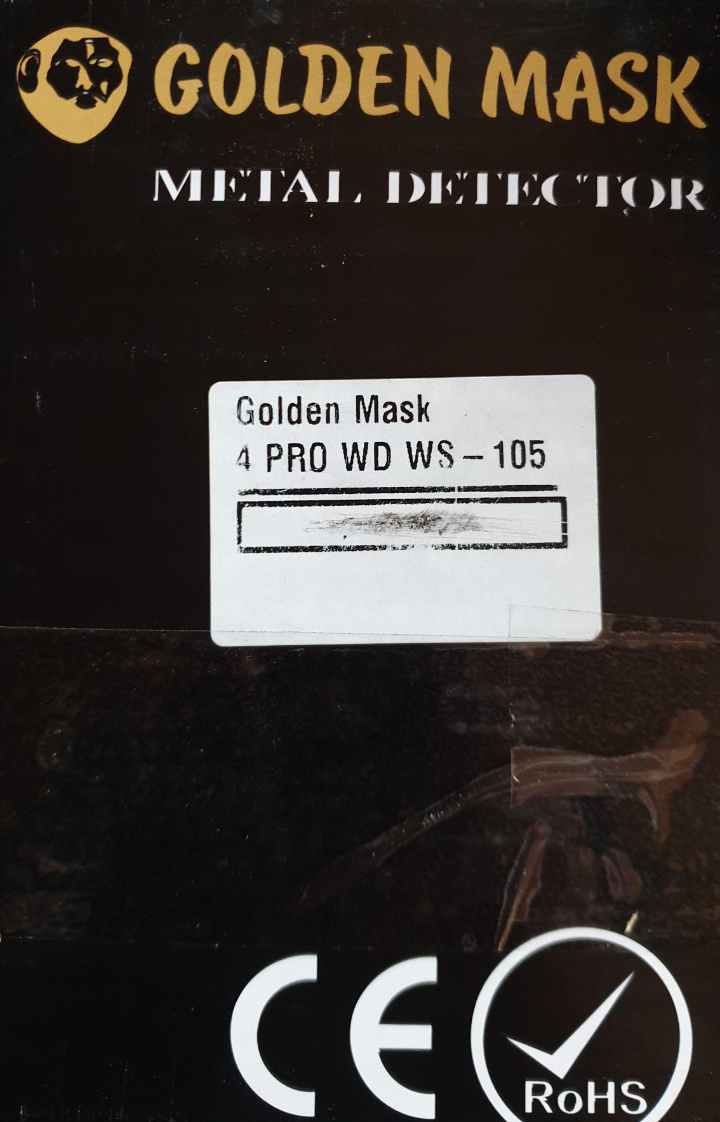 GOLDEN MASK
METAL DETECTOR
Golden Mask
4 PRO WD WS – 105
CE
RoHS